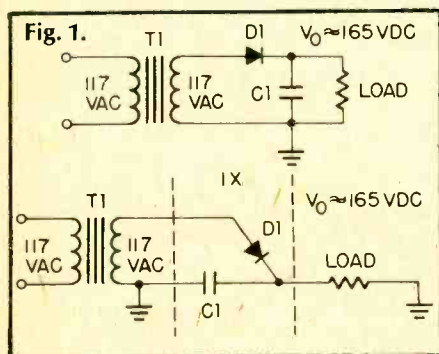 Fig. 1.
T1
D1
V₀≈165 VDC
117 VAC
117 VAC
C1
LOAD
1X
T1
V₀≈165 VDC
D1
117 VAC
117 VAC
LOAD
C1